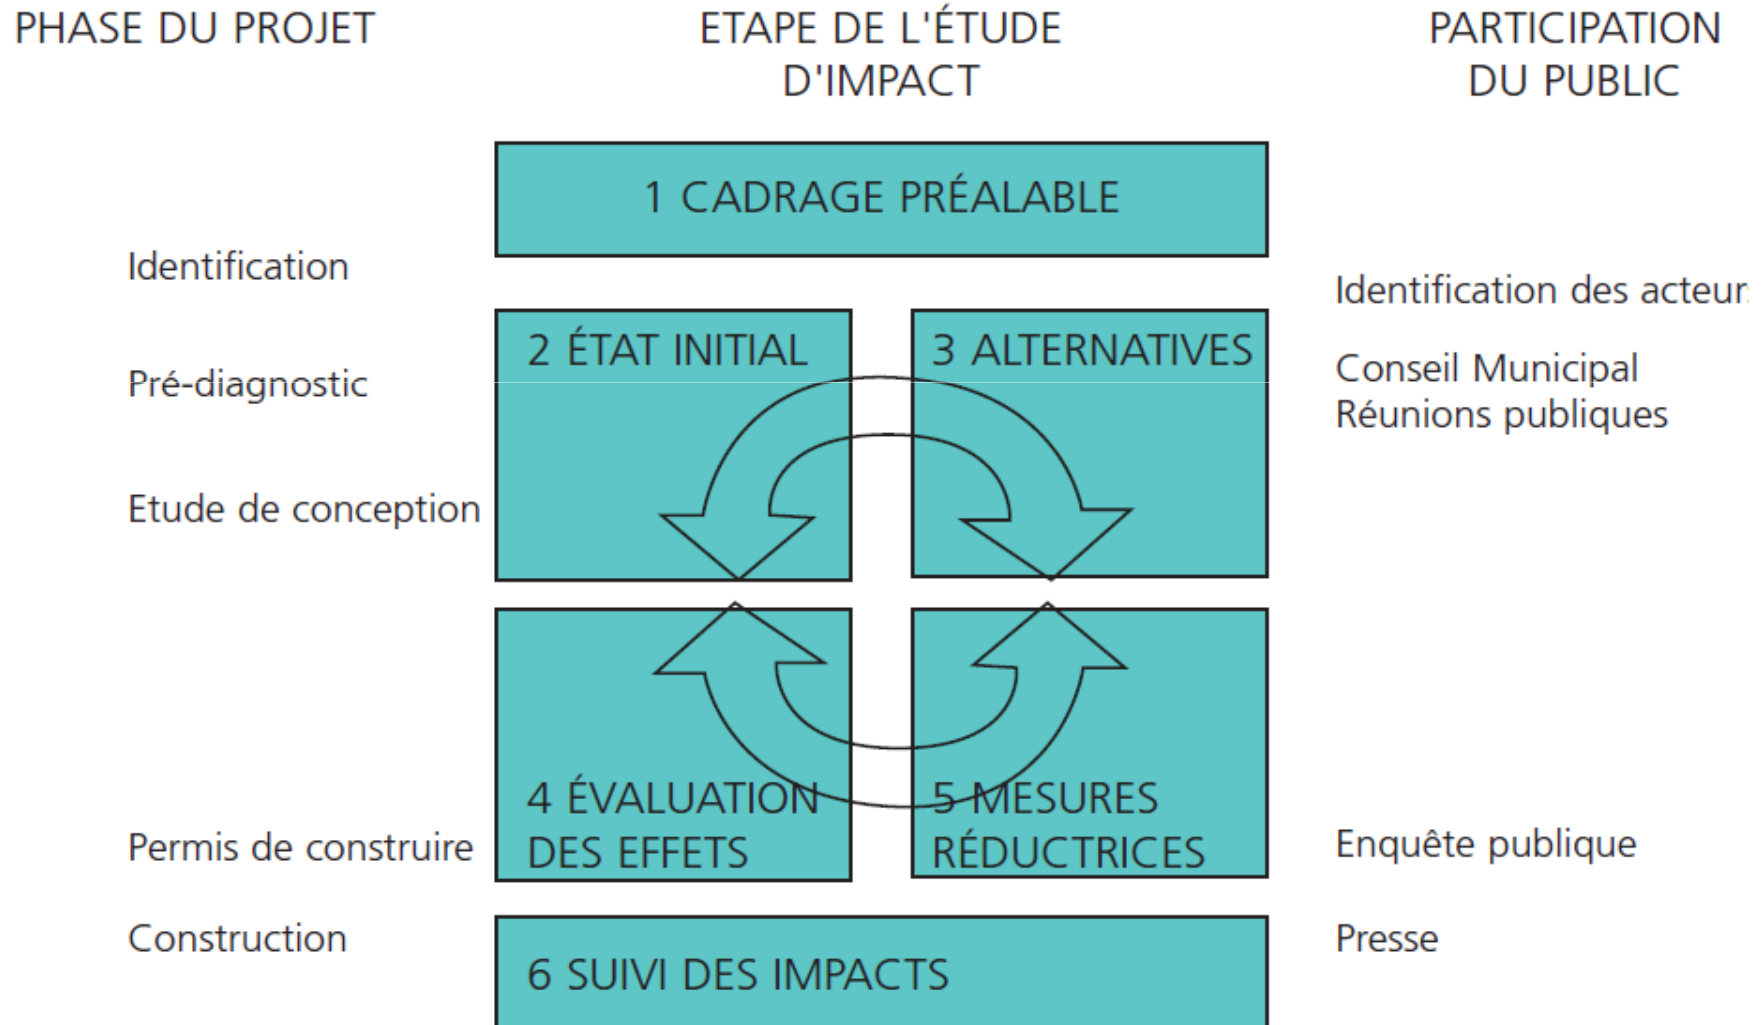 PHASE DU PROJET
ETAPE DE L'ÉTUDE
D'IMPACT
PARTICIPATION
DU PUBLIC
1 CADRAGE PRÉALABLE
Identification
Identification des acteurs
2 ÉTAT INITIAL
3 ALTERNATIVES
Pré-diagnostic
Conseil Municipal
Réunions publiques
Etude de conception
4 ÉVALUATION
DES EFFETS
5 MESURES
RÉDUCTRICES
Permis de construire
Enquête publique
Construction
Presse
6 SUIVI DES IMPACTS